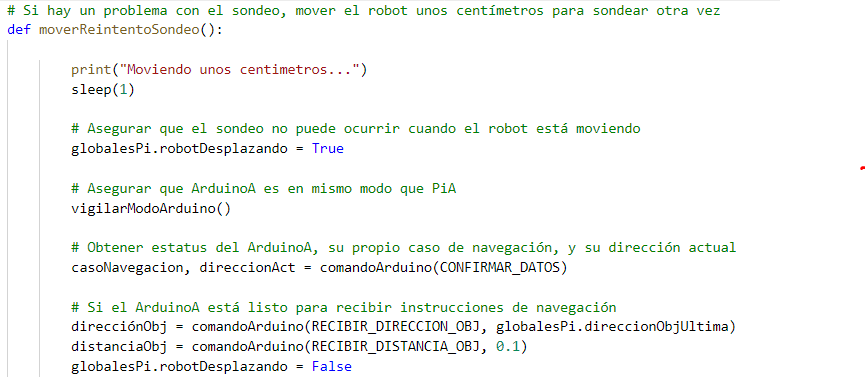 # Si hay un problema con el sondeo, mover el robot unos centímetros para sondear otra vez
def moverReintentoSondeo():
print("Moviendo unos centimetros...")
sleep(1)
# Asegurar que el sondeo no puede ocurrir cuando el robot está moviendo
globalesPi.robotDesplazando = True
# Asegurar que ArduinoA es en mismo modo que PiA
vigilarModoArduino()
# Obtener estatus del ArduinoA, su propio caso de navegación, y su dirección actual
casoNavegacion, direccionAct = comandoArduino(CONFIRMAR_DATOS)
# Si el ArduinoA está listo para recibir instrucciones de navegación
direcciónObj = comandoArduino(RECIBIR_DIRECCION_OBJ, globalesPi.direccionObjUltima)
distanciaObj = comandoArduino(RECIBIR_DISTANCIA_OBJ, 0.1)
globalesPi.robotDesplazando = False